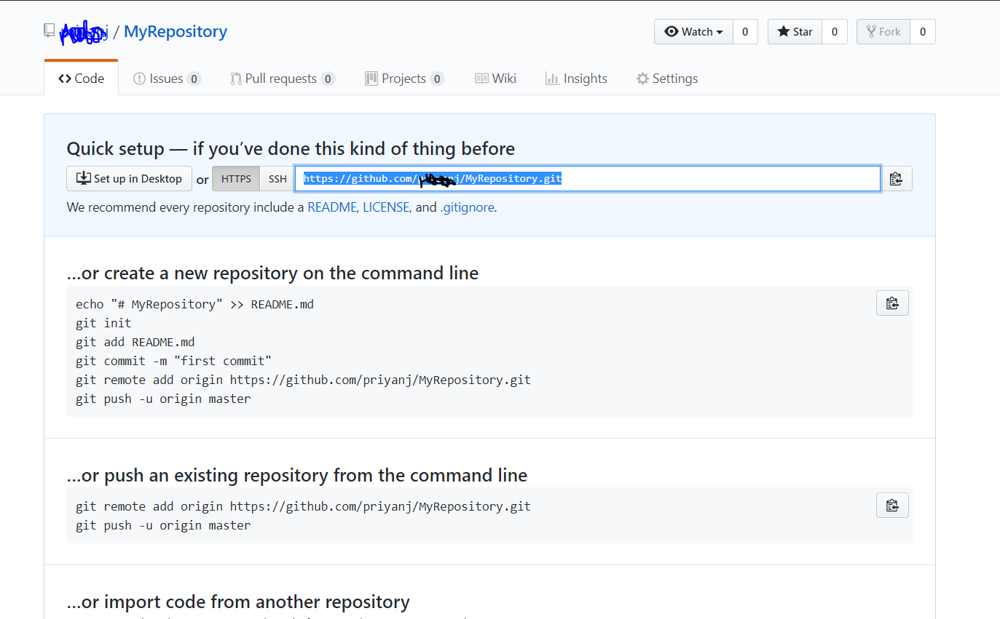 / MyRepository
Watch 0 Star 0 Fork 0
Code Issues 0 Pull requests 0 Projects 0 Wiki Insights Settings
Quick setup — if you’ve done this kind of thing before
Set up in Desktop or HTTPS SSH https://github.com/ j/MyRepository.git
We recommend every repository include a README, LICENSE, and .gitignore.
…or create a new repository on the command line
echo "# MyRepository" >> README.md
git init
git add README.md
git commit -m "first commit"
git remote add origin https://github.com/priyanj/MyRepository.git
git push -u origin master
…or push an existing repository from the command line
git remote add origin https://github.com/priyanj/MyRepository.git
git push -u origin master
…or import code from another repository